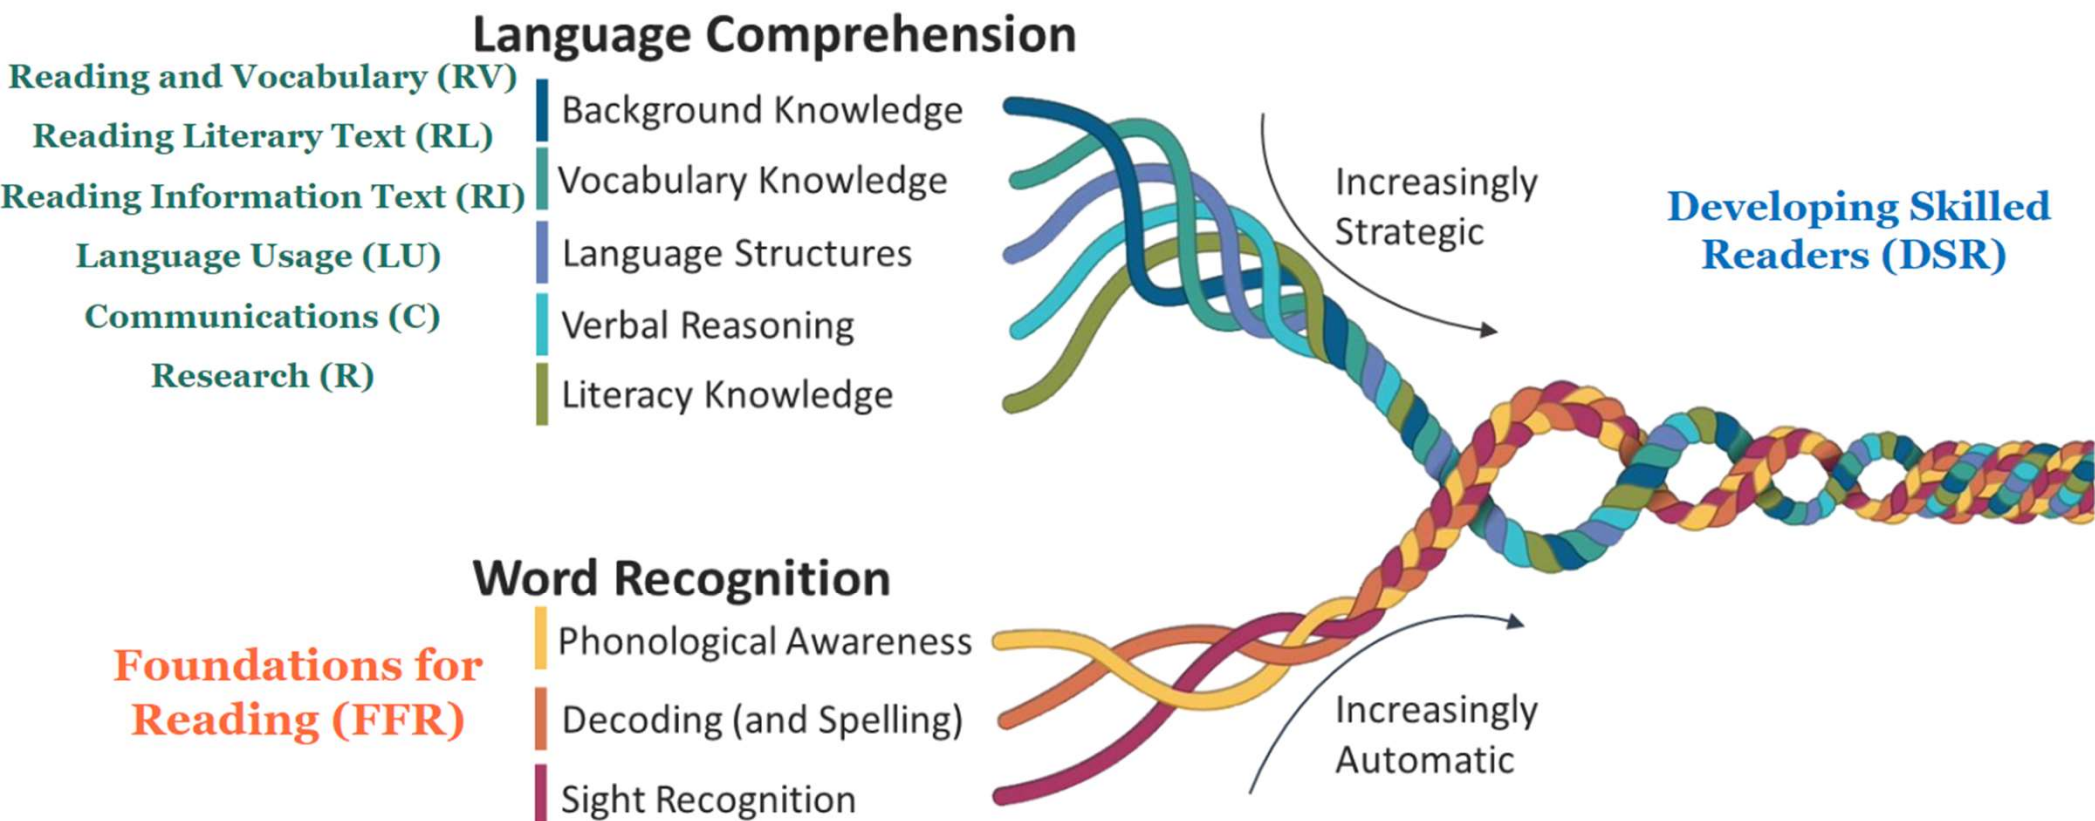 Language Comprehension
Reading and Vocabulary (RV)
Reading Literary Text (RL)
Reading Information Text (RI)
Language Usage (LU)
Communications (C)
Research (R)
Background Knowledge
Vocabulary Knowledge
Language Structures
Verbal Reasoning
Literacy Knowledge
Increasingly
Strategic
Developing Skilled
Readers (DSR)
Word Recognition
Foundations for
Reading (FFR)
Phonological Awareness
Decoding (and Spelling)
Sight Recognition
Increasingly
Automatic